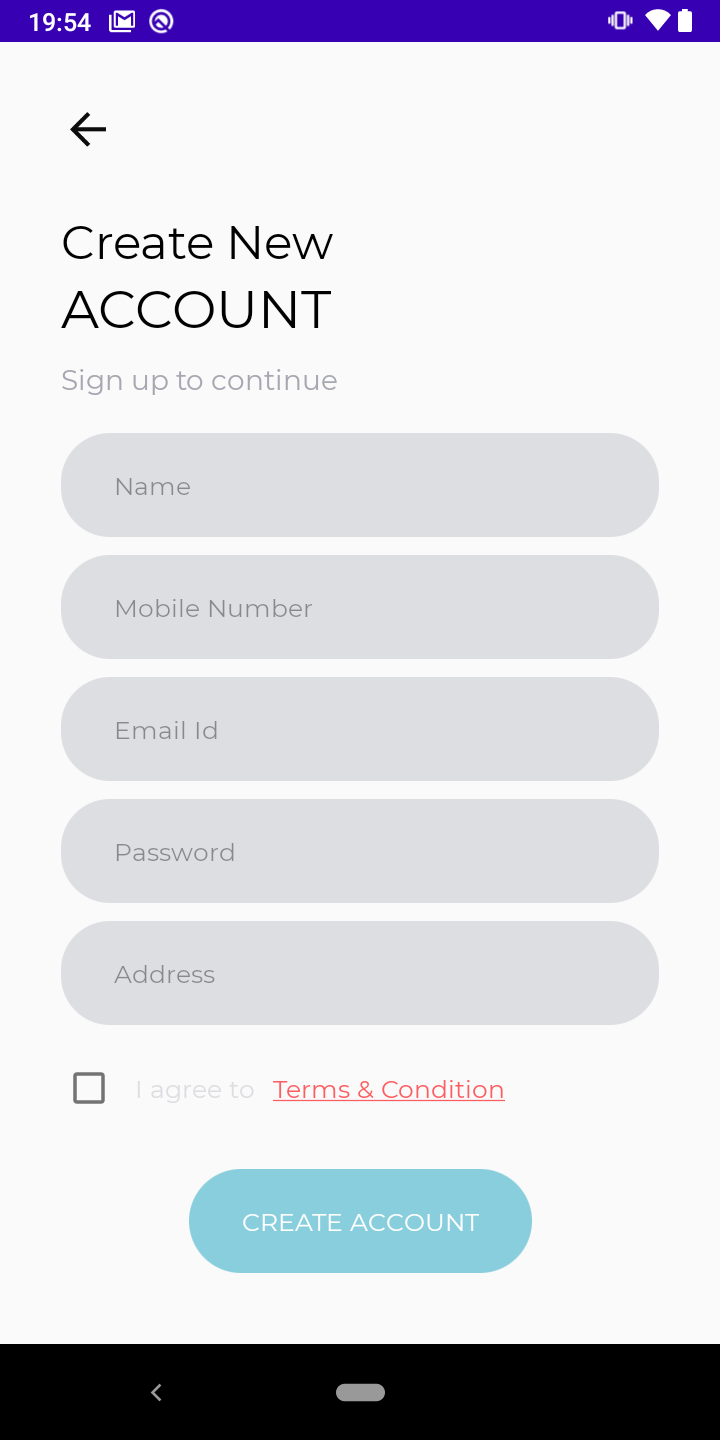 19:54
Create New
ACCOUNT
Sign up to continue
Name
Mobile Number
Email Id
Password
Address
I agree to Terms & Condition
CREATE ACCOUNT